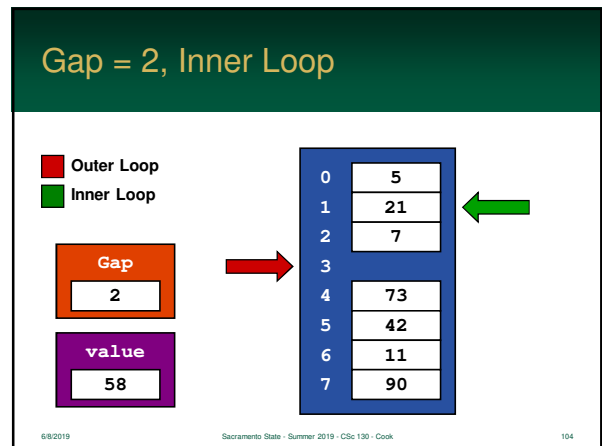 Gap = 2, Inner Loop
Outer Loop
Inner Loop
Gap
2
value
58
0 5
1 21
2 7
3
4 73
5 42
6 11
7 90
6/8/2019 Sacramento State - Summer 2019 - CSc 130 - Cook 104